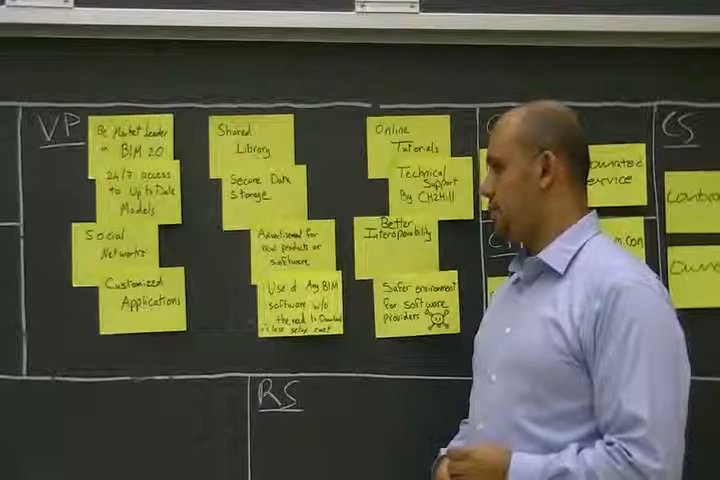 VP
Be Market Leader
in BIM 2.0
24/7 access
to Up to Date
Models
Social
Networks
Customized
Applications
Shared
Library
Secure Data
Storage
Advertisement for
new products or
software
Use of Any BIM
software w/o
the need to Download
less setup cost
Online
Tutorials
Technical
Support
By CH2Hill
Better
Interoperability
Safer environment
for software
providers
C
ervice
m.con
CS
Contra
Owne
RS